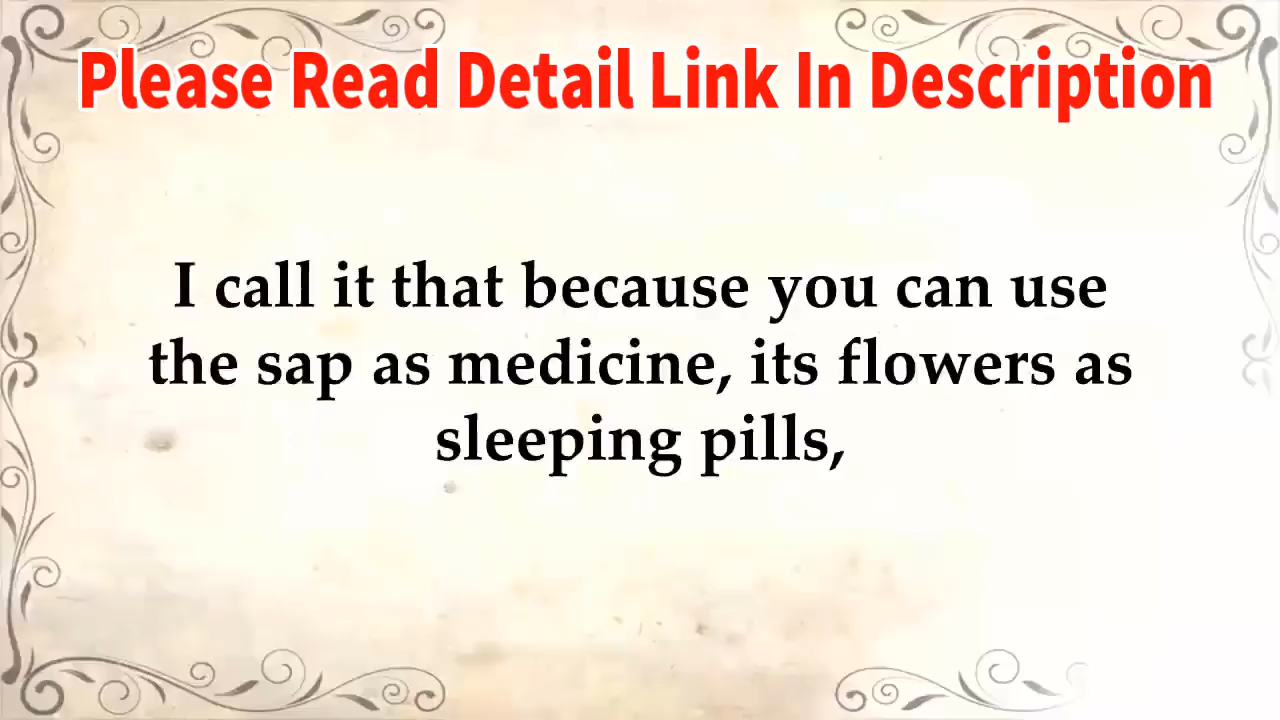 Please Read Detail Link In Description
I call it that because you can use
the sap as medicine, its flowers as
sleeping pills,